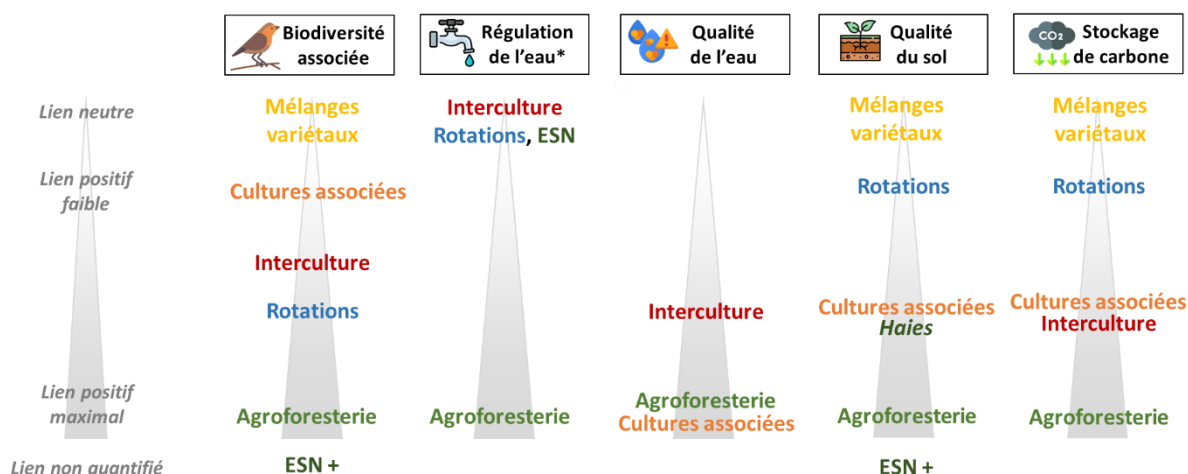 Biodiversité
associée
Régulation
de l'eau*
Qualité
de l'eau
Qualité
du sol
CO₂
Stockage
de carbone
Lien neutre
Mélanges
variétaux
Interculture
Rotations, ESN
Mélanges
variétaux
Mélanges
variétaux
Lien positif
faible
Cultures associées
Rotations
Rotations
Interculture
Rotations
Interculture
Cultures associées
Haies
Cultures associées
Interculture
Lien positif
maximal
Agroforesterie
Agroforesterie
Agroforesterie
Cultures associées
Agroforesterie
Agroforesterie
Lien non quantifié
ESN +
ESN +